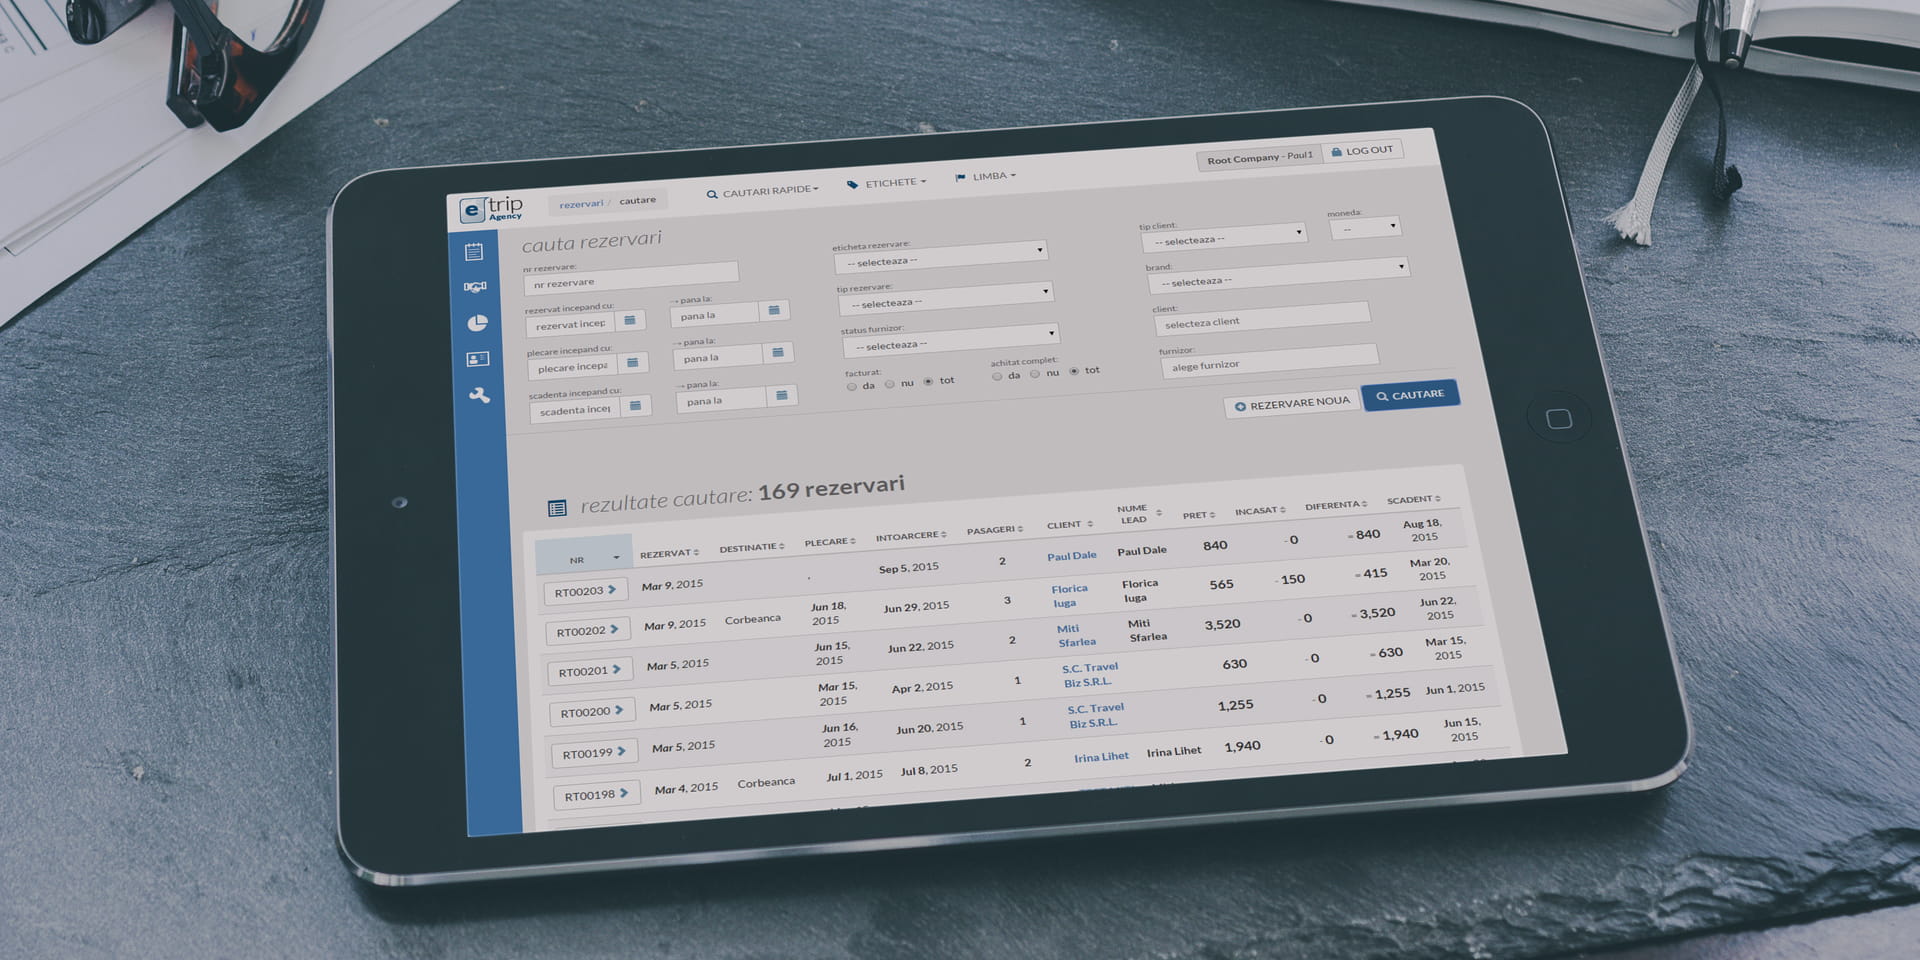 e trip
Agency
rezervari / cautare
CAUTARI RAPIDE
ETICHETE
LIMBA
Root Company - Paul1
LOG OUT
cauta rezervari
nr rezervare:
nr rezervare
rezervat incepand cu:
rezervat incep
→ pana la:
pana la
plecare incepand cu:
plecare incepa
→ pana la:
pana la
scadenta incepand cu:
scadenta incep
→ pana la:
pana la
eticheta rezervare:
-- selecteaza --
tip rezervare:
-- selecteaza --
status furnizor:
-- selecteaza --
facturat:
da nu tot
achitat complet:
da nu tot
tip client:
-- selecteaza --
moneda:
--
brand:
-- selecteaza --
client:
selecteza client
furnizor:
alege furnizor
REZERVARE NOUA
CAUTARE
rezultate cautare: 169 rezervari
NR REZERVAT DESTINATIE PLECARE INTOARCERE PASAGERI CLIENT NUME LEAD PRET INCASAT DIFERENTA SCADENT
RT00203 Mar 9, 2015 . Sep 5, 2015 2 Paul Dale Paul Dale 840 - 0 = 840 Aug 18, 2015
RT00202 Mar 9, 2015 Corbeanca Jun 18, 2015 Jun 29, 2015 3 Florica Iuga Florica Iuga 565 - 150 = 415 Mar 20, 2015
RT00201 Mar 5, 2015 Jun 15, 2015 Jun 22, 2015 2 Miti Sfarlea Miti Sfarlea 3,520 - 0 = 3,520 Jun 22, 2015
RT00200 Mar 5, 2015 Mar 15, 2015 Apr 2, 2015 1 S.C. Travel Biz S.R.L. 630 - 0 = 630 Mar 15, 2015
RT00199 Mar 5, 2015 Jun 16, 2015 Jun 20, 2015 1 S.C. Travel Biz S.R.L. 1,255 - 0 = 1,255 Jun 1, 2015
RT00198 Mar 4, 2015 Corbeanca Jul 1, 2015 Jul 8, 2015 2 Irina Lihet Irina Lihet 1,940 - 0 = 1,940 Jun 15, 2015